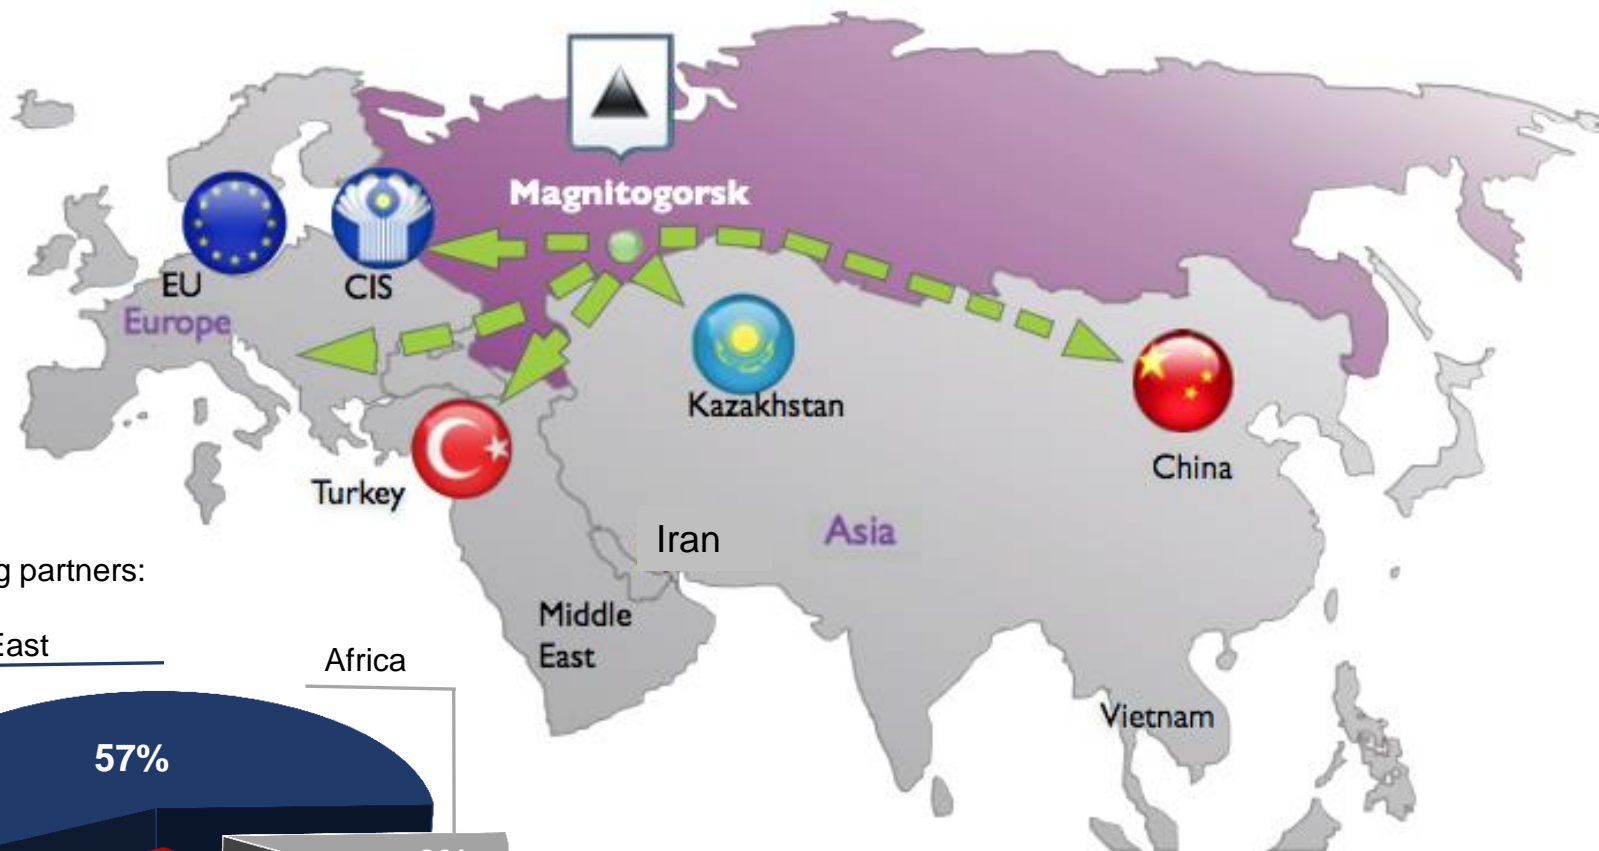 Magnitogorsk
EU
CIS
Europe
Kazakhstan
China
Turkey
Iran
Asia
partners:
Middle
East
East
Africa
Vietnam
57%